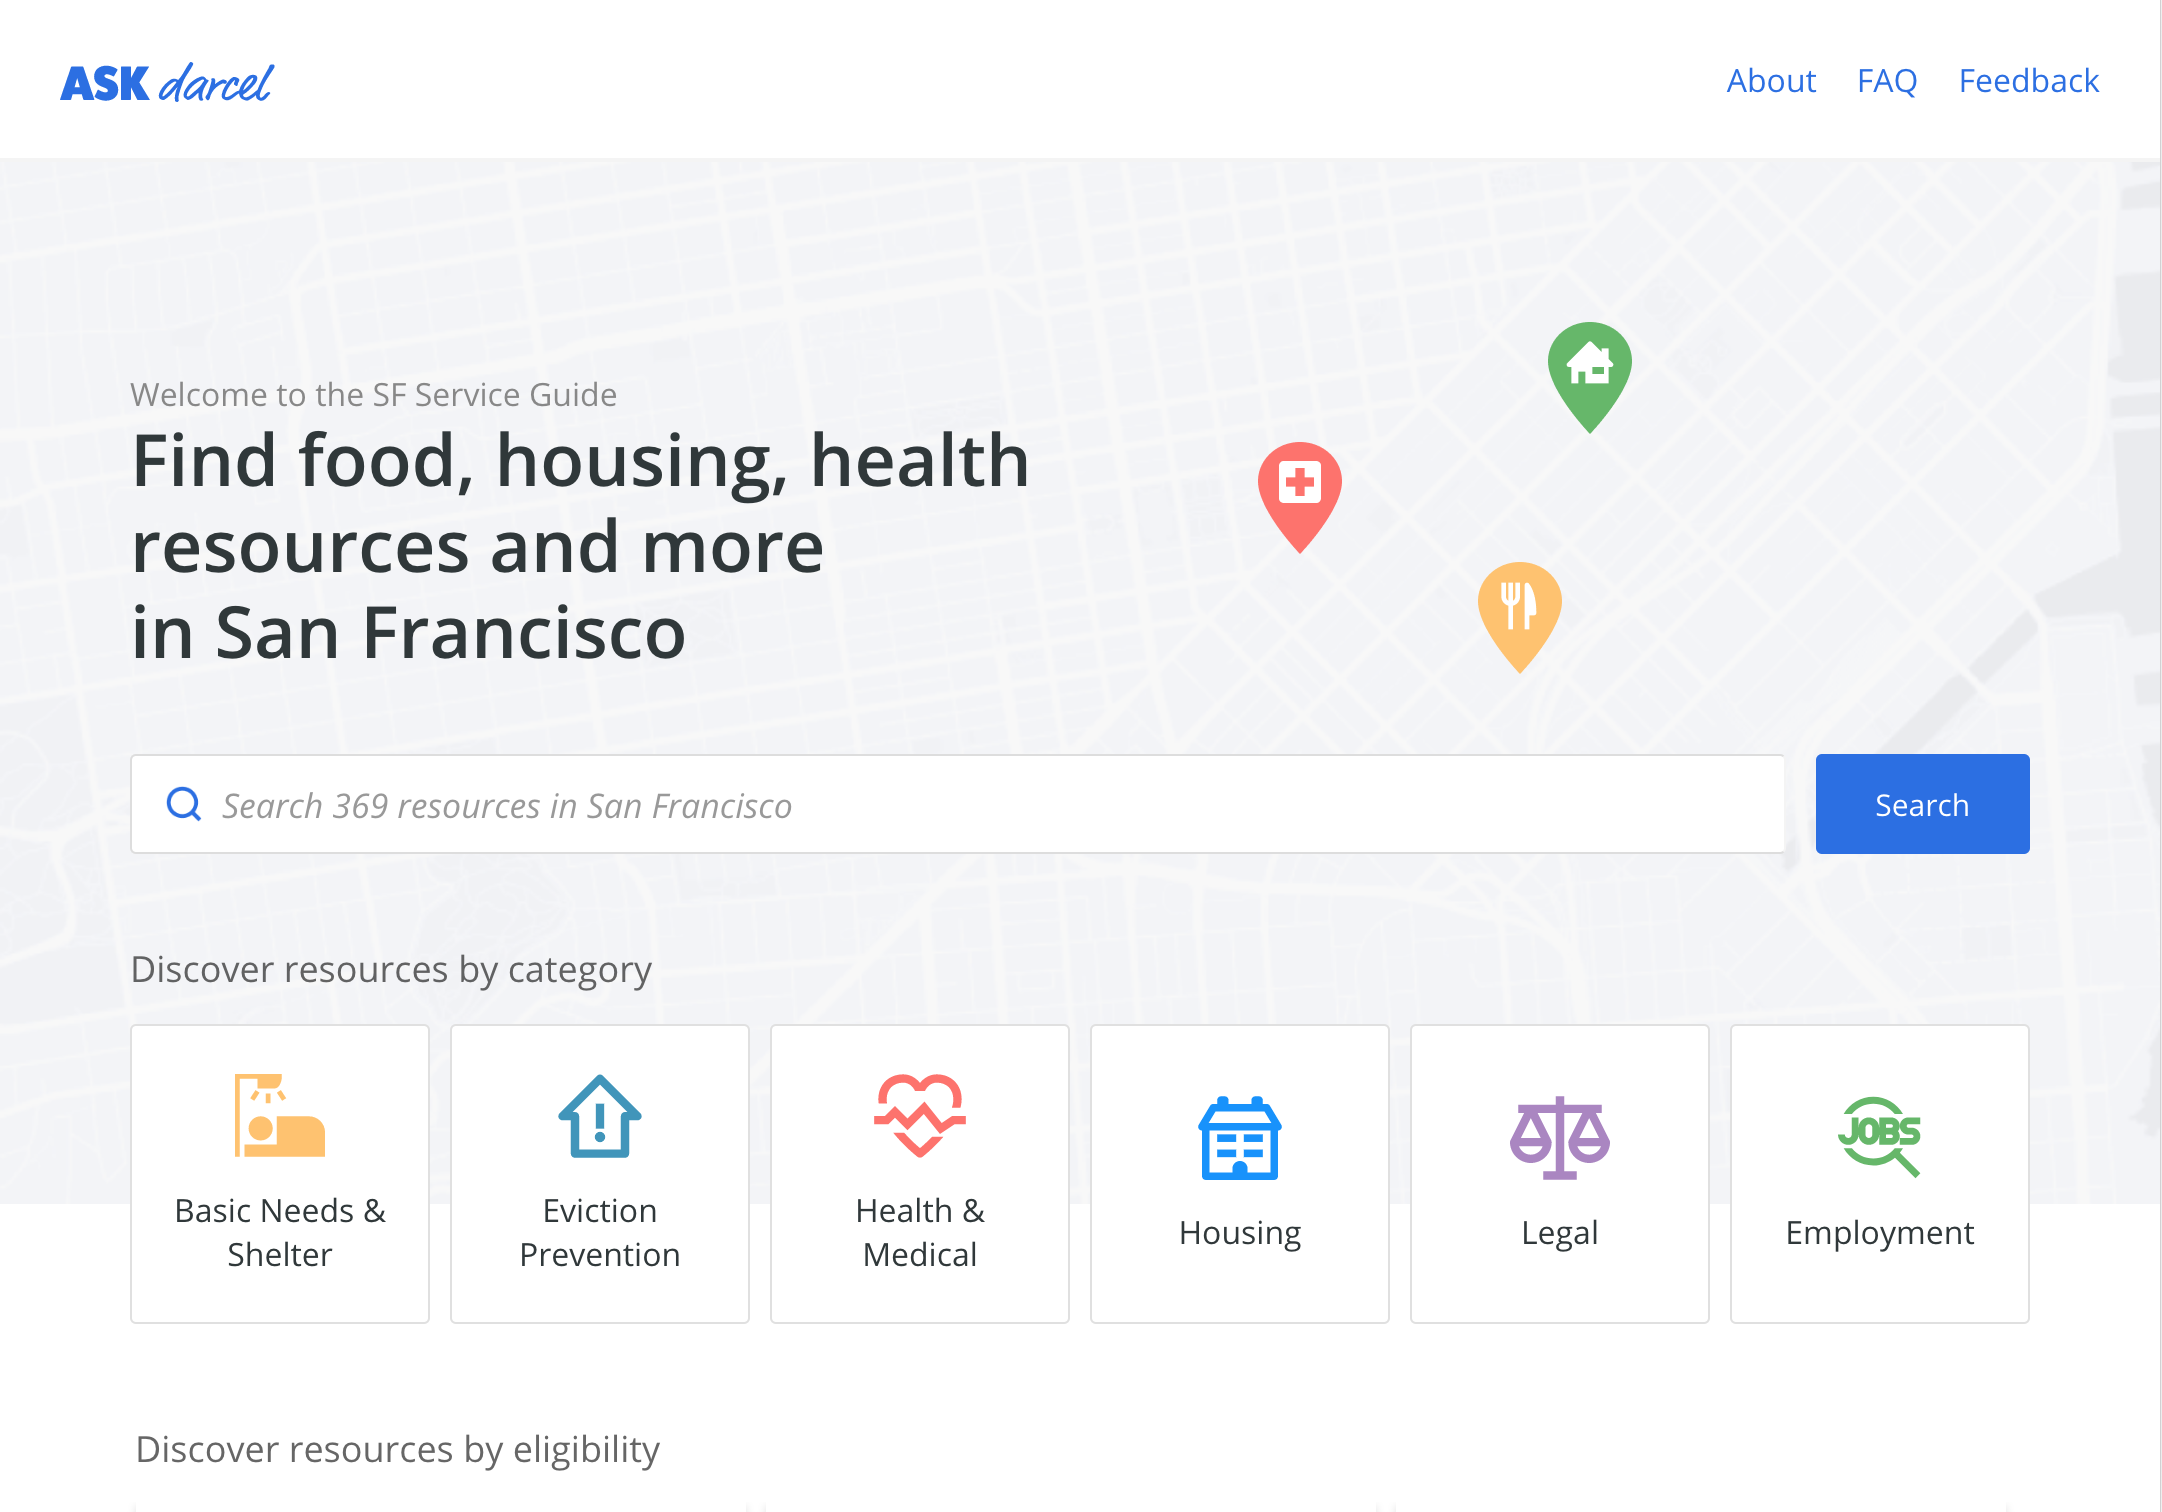 ASK darcel
About FAQ Feedback
Welcome to the SF Service Guide
Find food, housing, health
resources and more
in San Francisco
Search 369 resources in San Francisco
Search
Discover resources by category
Basic Needs &
Shelter
Eviction
Prevention
Health &
Medical
Housing
Legal
JOBS
Employment
Discover resources by eligibility